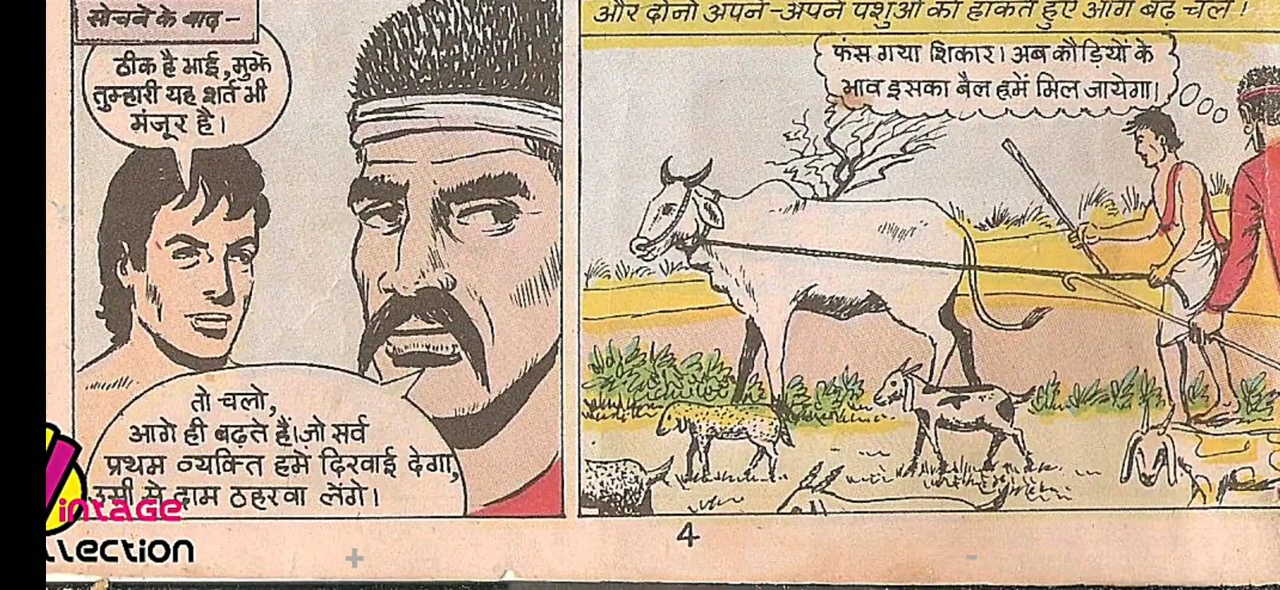 सोचने के बाद –
ठीक है भाई, मुझे
तुम्हारी यह शर्त भी
मंजूर है।
तो चलो,
आगे ही बढ़ते हैं। जो सर्व
प्रथम व्यक्ति हमें दिखाई देगा,
उसी से दाम ठहरवा लेंगे।
और दोनों अपने-अपने पशुओं को हांकते हुए आगे बढ़ चले।
फंस गया शिकार। अब कौड़ियों के
भाव इसका बैल हमें मिल जायेगा।
4
Vintage
llection